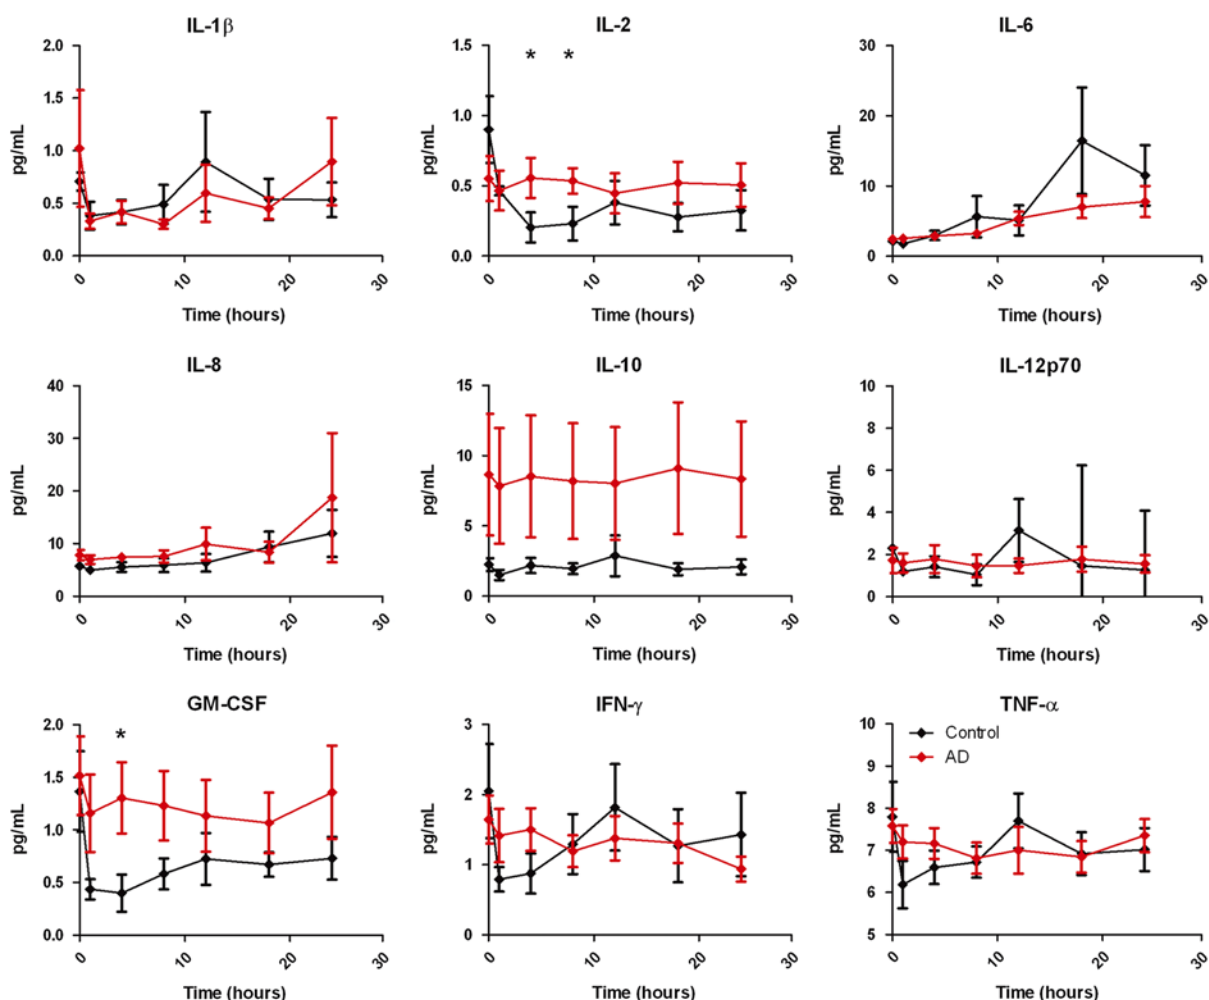 IL-1β
2.0
1.5
1.0
0.5
0.0
pg/mL
0
10
20
30
Time (hours)
IL-2
* *
1.5
1.0
0.5
0.0
pg/mL
0
10
20
30
Time (hours)
IL-6
30
20
10
0
pg/mL
0
10
20
30
Time (hours)
IL-8
40
30
20
10
0
pg/mL
0
10
20
30
Time (hours)
IL-10
15
10
5
0
pg/mL
0
10
20
30
Time (hours)
IL-12p70
10
8
6
4
2
0
pg/mL
0
10
20
30
Time (hours)
GM-CSF
*
2.0
1.5
1.0
0.5
0.0
pg/mL
0
10
20
30
Time (hours)
IFN-γ
3
2
1
0
pg/mL
0
10
20
30
Time (hours)
TNF-α
Control
AD
10
9
8
7
6
5
pg/mL
0
10
20
30
Time (hours)